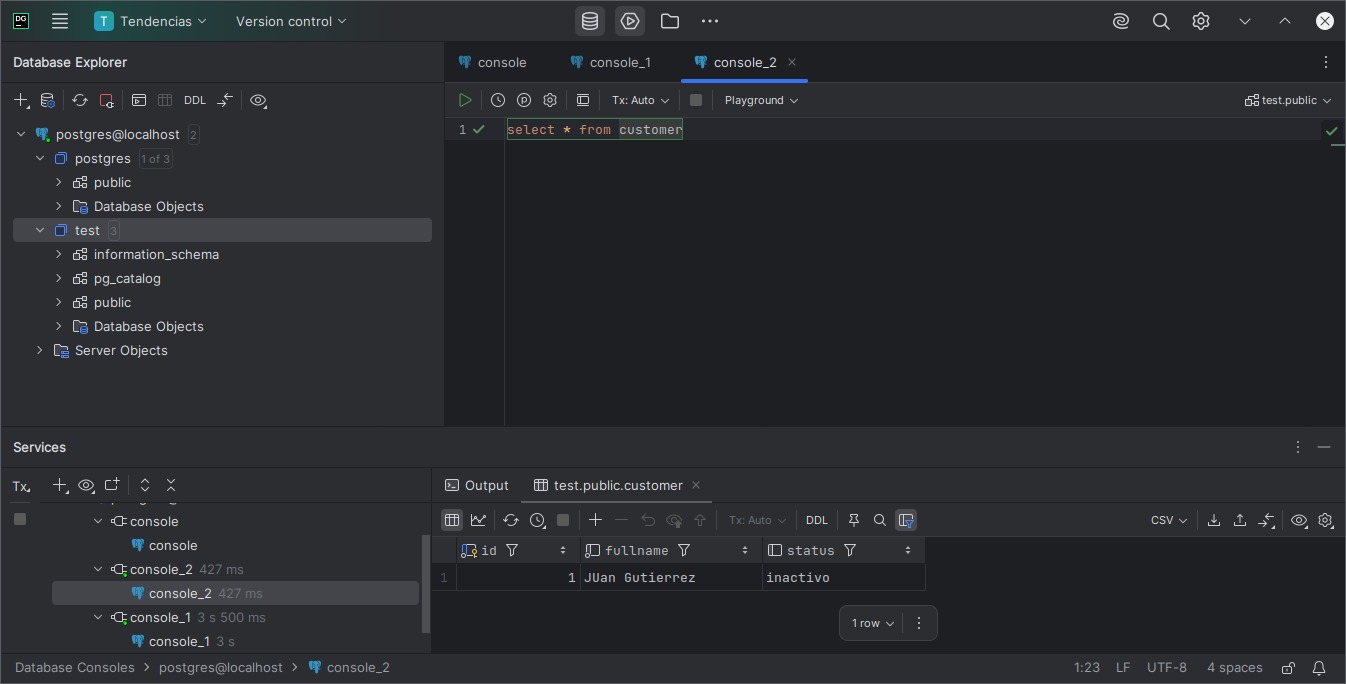 DG
T Tendencias Version control
Database Explorer
console console_1 console_2
DDL
Tx: Auto Playground test.public
postgres@localhost 2
postgres 1 of 3
public
Database Objects
test 3
information_schema
pg_catalog
public
Database Objects
Server Objects
1 select * from customer
Services
Tx
console
console
console_2 427 ms
console_2 427 ms
console_1 3 s 500 ms
console_1 3 s
Output test.public.customer
Tx: Auto DDL CSV
id fullname status
1 1 JUan Gutierrez inactivo
1 row
Database Consoles postgres@localhost console_2 1:23 LF UTF-8 4 spaces